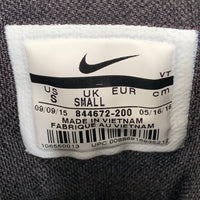 VT
US UK EUR cm
S SMALL
09/09/15 844672-200 05/16/16
MADE IN VIETNAM
FABRIQUE AU VIETNAM